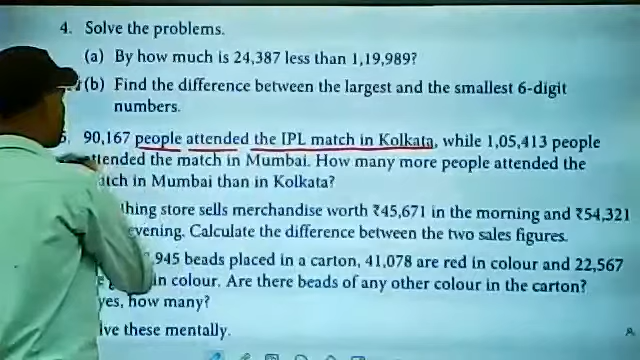 4. Solve the problems.
(a) By how much is 24,387 less than 1,19,989?
(b) Find the difference between the largest and the smallest 6-digit
numbers.
90,167 people attended the IPL match in Kolkata, while 1,05,413 people
attended the match in Mumbai. How many more people attended the
match in Mumbai than in Kolkata?
store sells merchandise worth ₹45,671 in the morning and ₹54,321
evening. Calculate the difference between the two sales figures.
,945 beads placed in a carton, 41,078 are red in colour and 22,567
in colour. Are there beads of any other colour in the carton?
yes, how many?
these mentally.